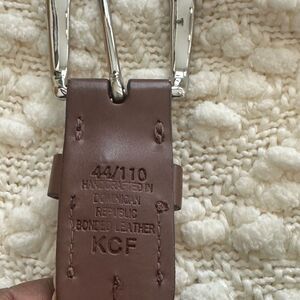 44/110
HANDCRAFTED IN
DOMINICAN
REPUBLIC
BONDED LEATHER
KCF